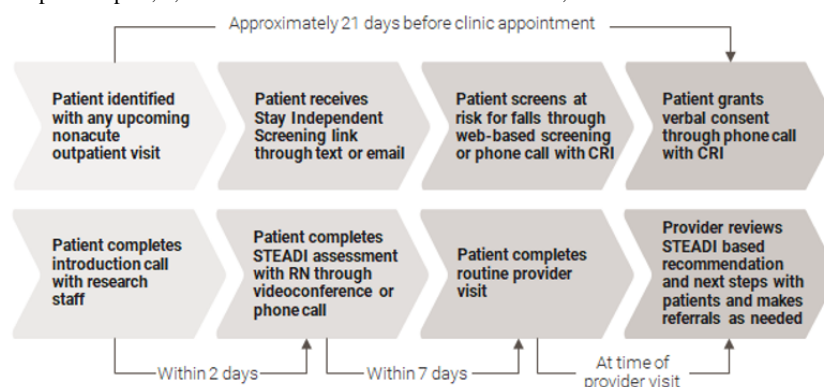 Approximately 21 days before clinic appointment
Patient identified
with any upcoming
nonacute
outpatient visit
Patient receives
Stay Independent
Screening link
through text or email
Patient screens at
risk for falls through
web-based screening
or phone call with CRI
Patient grants
verbal consent
through phone call
with CRI
Patient completes
introduction call
with research
staff
Patient completes
STEADI assessment
with RN through
videoconference or
phone call
Patient completes
routine provider
visit
Provider reviews
STEADI based
recommendation
and next steps with
patients and makes
referrals as needed
Within 2 days
Within 7 days
At time of
provider visit